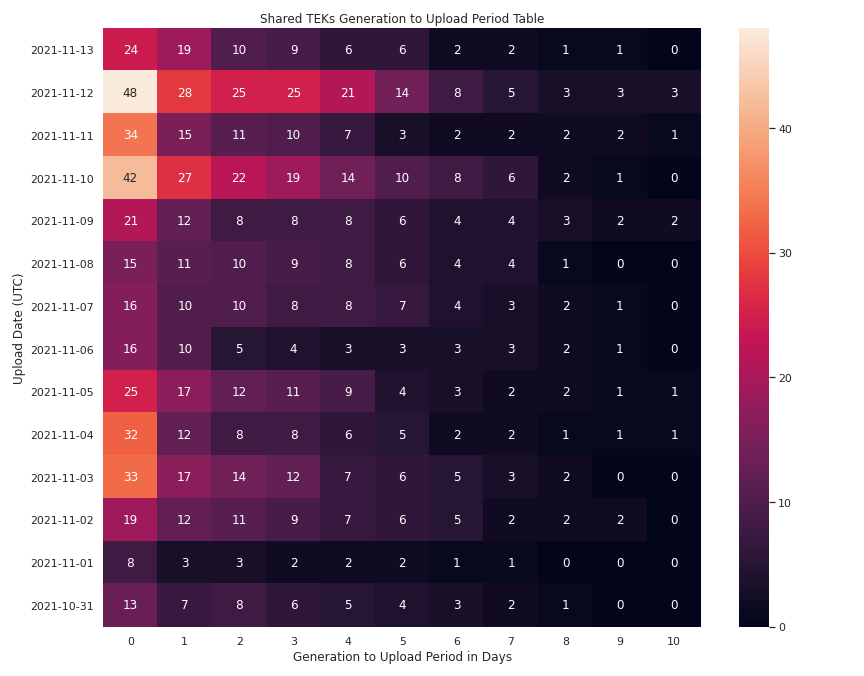 Shared TEKs Generation to Upload Period Table
Upload Date (UTC)
2021-11-13 24 19 10 9 6 6 2 2 1 1 0
2021-11-12 48 28 25 25 21 14 8 5 3 3 3
2021-11-11 34 15 11 10 7 3 2 2 2 2 1
2021-11-10 42 27 22 19 14 10 8 6 2 1 0
2021-11-09 21 12 8 8 8 6 4 4 3 2 2
2021-11-08 15 11 10 9 8 6 4 4 1 0 0
2021-11-07 16 10 10 8 8 7 4 3 2 1 0
2021-11-06 16 10 5 4 3 3 3 3 2 1 0
2021-11-05 25 17 12 11 9 4 3 2 2 1 1
2021-11-04 32 12 8 8 6 5 2 2 1 1 1
2021-11-03 33 17 14 12 7 6 5 3 2 0 0
2021-11-02 19 12 11 9 7 6 5 2 2 2 0
2021-11-01 8 3 3 2 2 2 1 1 0 0 0
2021-10-31 13 7 8 6 5 4 3 2 1 0 0
0 1 2 3 4 5 6 7 8 9 10
Generation to Upload Period in Days
40
30
20
10
0